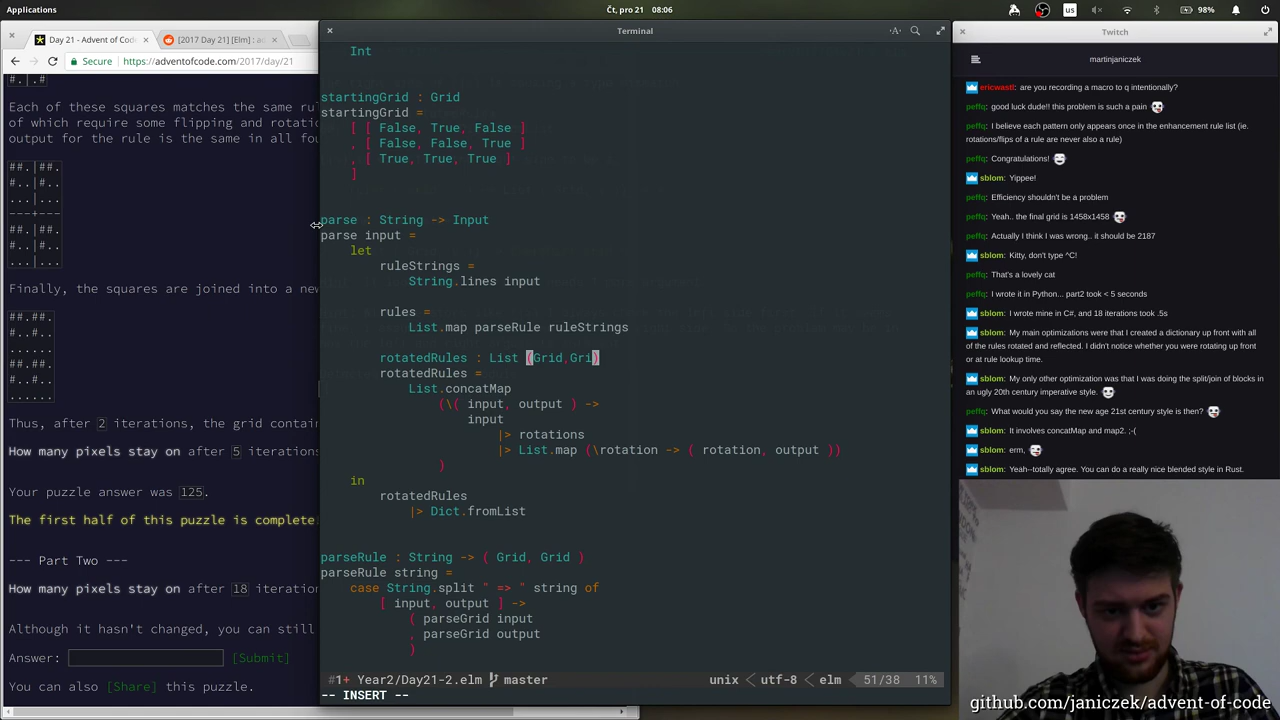 Applications
Čt, pro 21 08:06
us
98%
Day 21 - Advent of Cod
[2017 Day 21] [Elm] : ad
Secure
https://adventofcode.com/2017/day/21
#.|.#
Each of these squares matches the same rul
of which require some flipping and rotatio
output for the rule is the same in all fou
##.|##.
#..|#..
...|...
---+---
##.|##.
#..|#..
...|...
Finally, the squares are joined into a new
##.##.
#..#..
......
##.##.
#..#..
......
Thus, after 2 iterations, the grid contain
How many pixels stay on after 5 iterations
Your puzzle answer was 125.
The first half of this puzzle is complete
--- Part Two ---
How many pixels stay on after 18 iteration
Although it hasn't changed, you can still
Answer:
[Submit]
You can also [Share] this puzzle.
Terminal
Int
startingGrid : Grid
startingGrid =
[ [ False, True, False ]
, [ False, False, True ]
, [ True, True, True ]
]
parse : String -> Input
parse input =
let
ruleStrings =
String.lines input
rules =
List.map parseRule ruleStrings
rotatedRules : List (Grid,Gri)
rotatedRules =
List.concatMap
(\( input, output ) ->
input
|> rotations
|> List.map (\rotation -> ( rotation, output ))
)
in
rotatedRules
|> Dict.fromList
parseRule : String -> ( Grid, Grid )
parseRule string =
case String.split " => " string of
[ input, output ] ->
( parseGrid input
, parseGrid output
)
#1+ Year2/Day21-2.elm master
unix
utf-8
elm
51/38
11%
-- INSERT --
Twitch
martinjaniczek
ericwastl: are you recording a macro to q intentionally?
peffq: good luck dude!! this problem is such a pain
peffq: I believe each pattern only appears once in the enhancement rule list (ie.
rotations/flips of a rule are never also a rule)
peffq: Congratulations!
sblom: Yippee!
peffq: Efficiency shouldn't be a problem
peffq: Yeah.. the final grid is 1458x1458
peffq: Actually I think I was wrong.. it should be 2187
sblom: Kitty, don't type ^C!
peffq: That's a lovely cat
peffq: I wrote it in Python... part2 took < 5 seconds
sblom: I wrote mine in C#, and 18 iterations took .5s
sblom: My main optimizations were that I created a dictionary up front with all
of the rules rotated and reflected. I didn't notice whether you were rotating up front
or at rule lookup time.
sblom: My only other optimization was that I was doing the split/join of blocks in
an ugly 20th century imperative style.
peffq: What would you say the new age 21st century style is then?
sblom: It involves concatMap and map2. ;-(
sblom: erm,
sblom: Yeah--totally agree. You can do a really nice blended style in Rust.
github.com/janiczek/advent-of-code